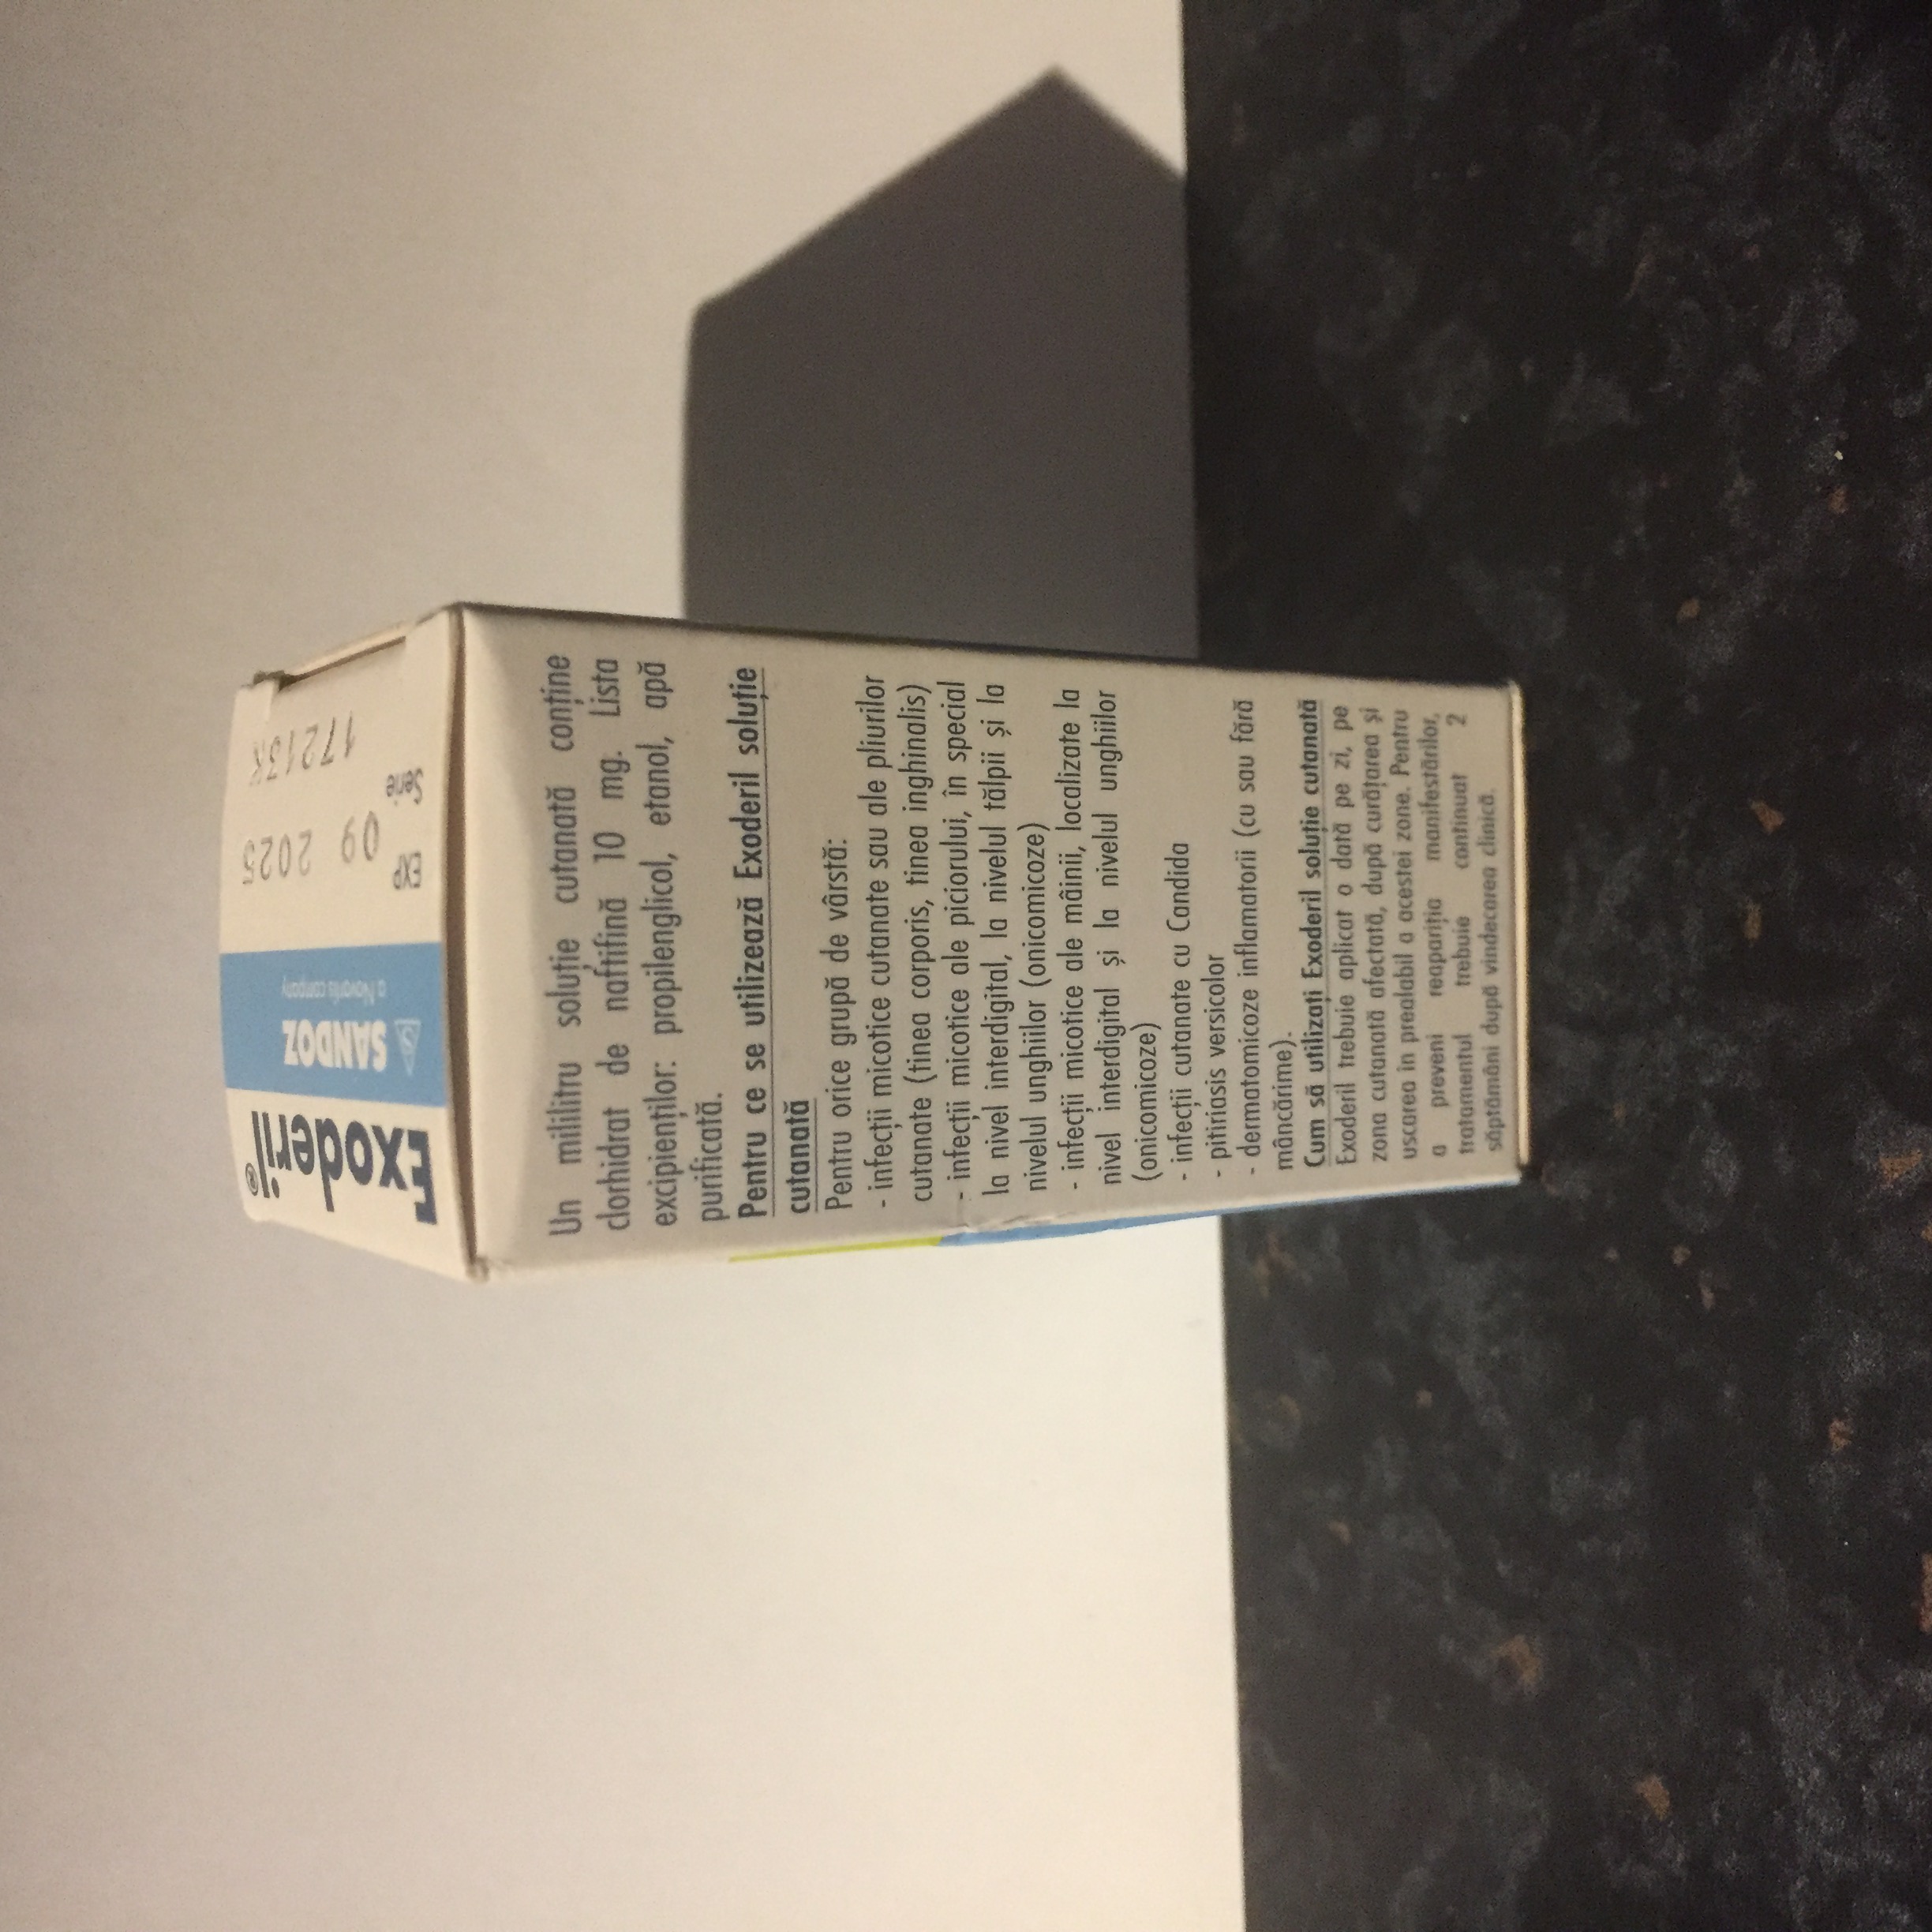 Exoderil®
SANDOZ
a Novartis company
EXP
09 2025
Serie
17213K
Un mililitru soluție cutanată conține
clorhidrat de naftifină 10 mg. Lista
excipienților: propilenglicol, etanol, apă
purificată.
Pentru ce se utilizează Exoderil soluție
cutanată
Pentru orice grupă de vârstă:
- infecții micotice cutanate sau ale pliurilor
cutanate (tinea corporis, tinea inghinalis)
- infecții micotice ale piciorului, în special
la nivel interdigital, la nivelul tălpii și la
nivelul unghiilor (onicomicoze)
- infecții micotice ale mâinii, localizate la
nivel interdigital și la nivelul unghiilor
(onicomicoze)
- infecții cutanate cu Candida
- pitiriasis versicolor
- dermatomicoze inflamatorii (cu sau fără
mâncărime).
Cum să utilizați Exoderil soluție cutanată
Exoderil trebuie aplicat o dată pe zi, pe
zona cutanată afectată, după curățarea și
uscarea în prealabil a acestei zone. Pentru
a preveni reapariția manifestărilor,
tratamentul trebuie continuat 2
săptămâni după vindecarea clinică.